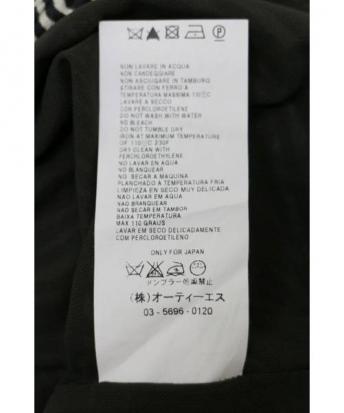 NON LAVARE IN ACQUA
NON CANDEGGIARE
NON ASCIUGARE IN TAMBURO
STIRARE CON FERRO A
TEMPERATURA MASSIMA 110°C
LAVARE A SECCO
CON PERCLOROETILENE
DO NOT WASH WITH WATER
NO BLEACH
DO NOT TUMBLE DRY
IRON AT MAXIMUM TEMPERATURE
OF 110°C 230F
DRY CLEAN WITH
PERCHLOROETHYLENE
NO LAVAR EN AGUA
NO BLANQUEAR
NO SECAR A MAQUINA
PLANCHADO A TEMPERATURA FRIA
LIMPIEZA EN SECO MUY DELICADA
NAO LAVAR EM AGUA
NAO BRANQUEAR
NAO SECAR EM TAMBOR
BAIXA TEMPERATURA
MAX 110 GRAUS
LAVAR EM SECO DELICADAMENTE
COM PERCLOROETILENO
ONLY FOR JAPAN
タンブラー乾燥禁止
(株)オーティーエス
03-5696-0120